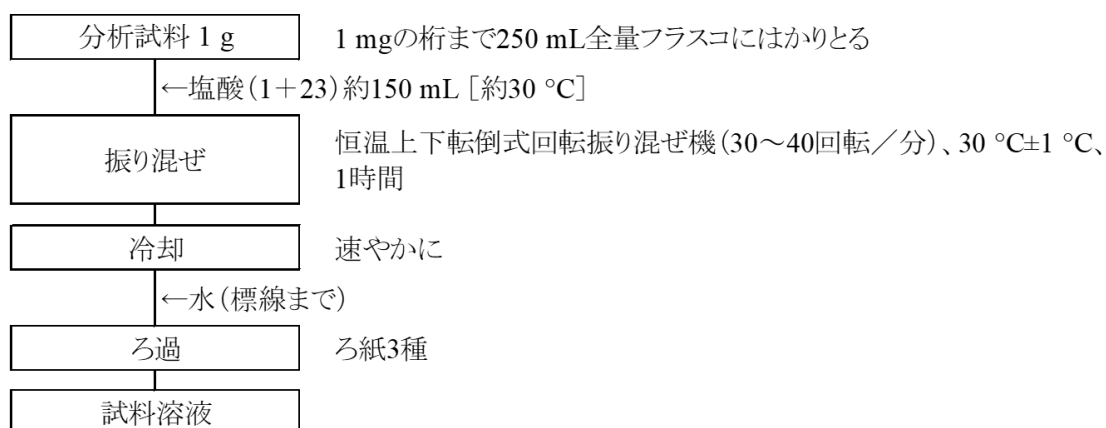 分析試料 1 g
1 mgの桁まで250 mL全量フラスコにはかりとる
←塩酸（1＋23）約150 mL［約30 °C］
振り混ぜ
恒温上下転倒式回転振り混ぜ機（30～40回転／分）、30 °C±1 °C、
1時間
冷却
速やかに
←水（標線まで）
ろ過
ろ紙3種
試料溶液